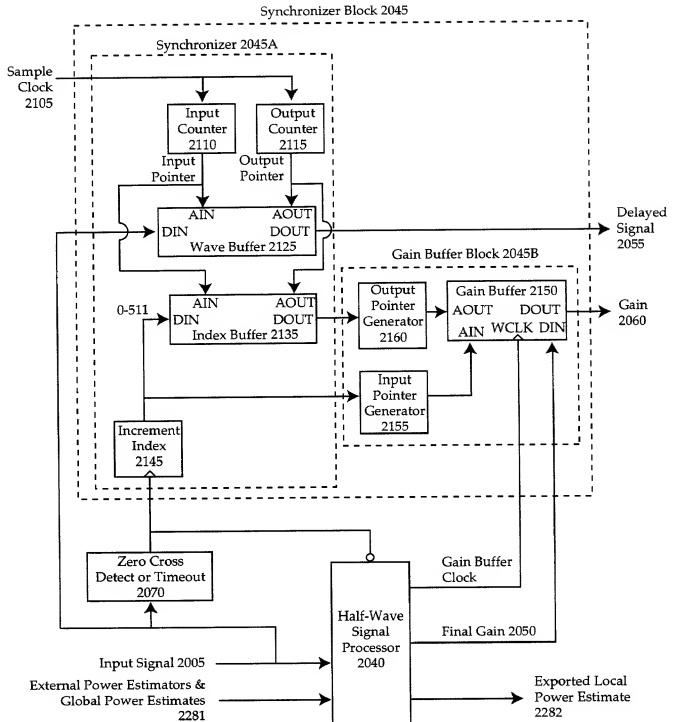 Synchronizer Block 2045
Synchronizer 2045A
Sample
Clock
2105
Input
Counter
2110
Output
Counter
2115
Input
Pointer
Output
Pointer
AIN
AOUT
DIN
DOUT
Wave Buffer 2125
Delayed
Signal
2055
Gain Buffer Block 2045B
0-511
AIN
AOUT
DIN
DOUT
Index Buffer 2135
Output
Pointer
Generator
2160
Gain Buffer 2150
AOUT
DOUT
AIN
WCLK
DIN
Gain
2060
Input
Pointer
Generator
2155
Increment
Index
2145
Zero Cross
Detect or Timeout
2070
Gain Buffer
Clock
Half-Wave
Signal
Processor
2040
Final Gain 2050
Input Signal 2005
External Power Estimators &
Global Power Estimates
2281
Exported Local
Power Estimate
2282